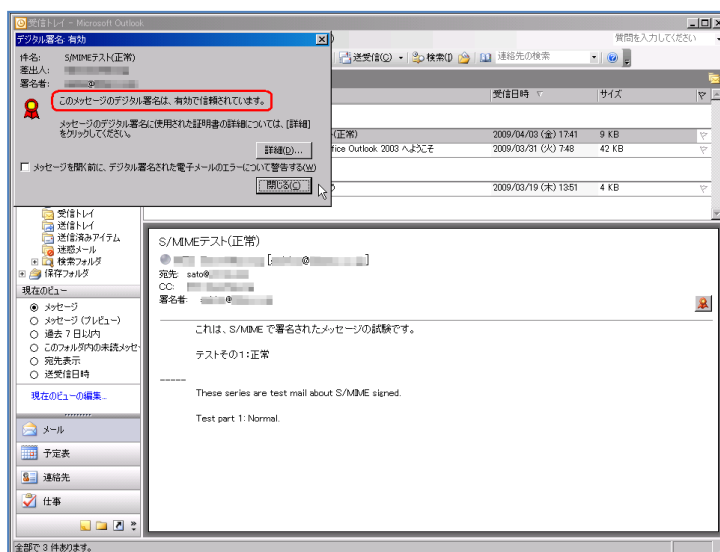 受信トレイ - Microsoft Outlook
質問を入力してください
デジタル署名: 有効
件名: S/MIMEテスト(正常)
差出人:
署名者:
このメッセージのデジタル署名は、有効で信頼されています。
メッセージのデジタル署名に使用された証明書の詳細については、[詳細]
をクリックしてください。
詳細(D)...
メッセージを開く前に、デジタル署名された電子メールのエラーについて警告する(W)
閉じる(C)
送受信(C)
検索(I)
連絡先の検索
受信日時
サイズ
(正常)
2009/04/03 (金) 17:41
9 KB
fice Outlook 2003 へようこそ
2009/03/31 (火) 7:48
42 KB
2009/03/19 (木) 13:51
4 KB
受信トレイ
送信トレイ
送信済みアイテム
迷惑メール
検索フォルダ
保存フォルダ
現在のビュー
メッセージ
メッセージ (プレビュー)
過去 7 日以内
このフォルダ内の未読メッセ
宛先表示
送受信日時
現在のビューの編集...
メール
予定表
連絡先
仕事
S/MIMEテスト(正常)
[ @ ]
宛先: sato@
CC:
署名者: @
これは、S/MIME で署名されたメッセージの試験です。
テストその1:正常
-----
These series are test mail about S/MIME signed.
Test part 1: Normal.
全部で 3 件あります。